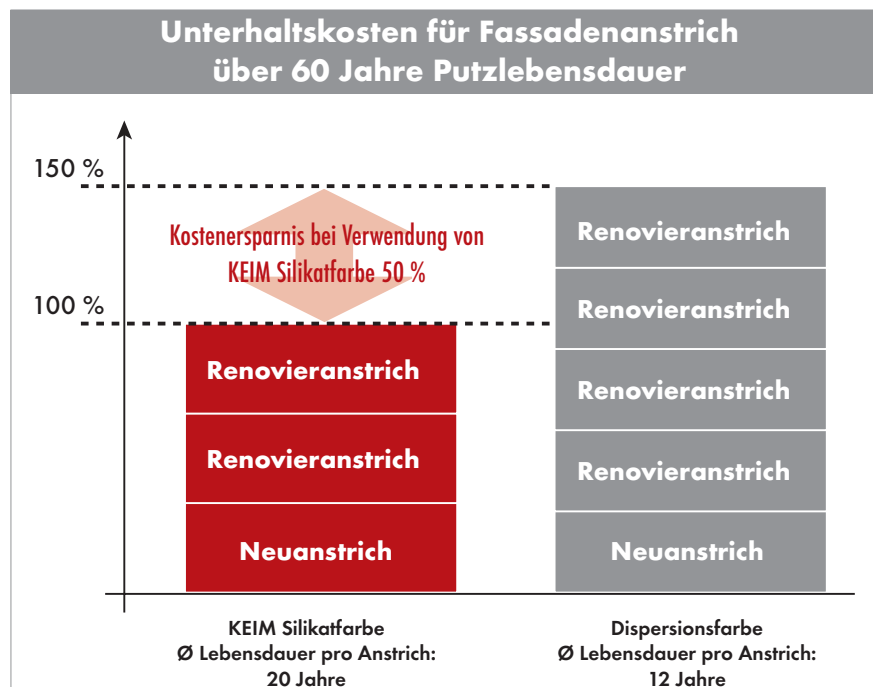 Unterhaltskosten für Fassadenanstrich
über 60 Jahre Putzlebensdauer
150 %
Kostenersparnis bei Verwendung von
KEIM Silikatfarbe 50 %
100 %
Renovieranstrich
Renovieranstrich
Neuanstrich
Renovieranstrich
Renovieranstrich
Renovieranstrich
Renovieranstrich
Neuanstrich
KEIM Silikatfarbe
Ø Lebensdauer pro Anstrich:
20 Jahre
Dispersionsfarbe
Ø Lebensdauer pro Anstrich:
12 Jahre